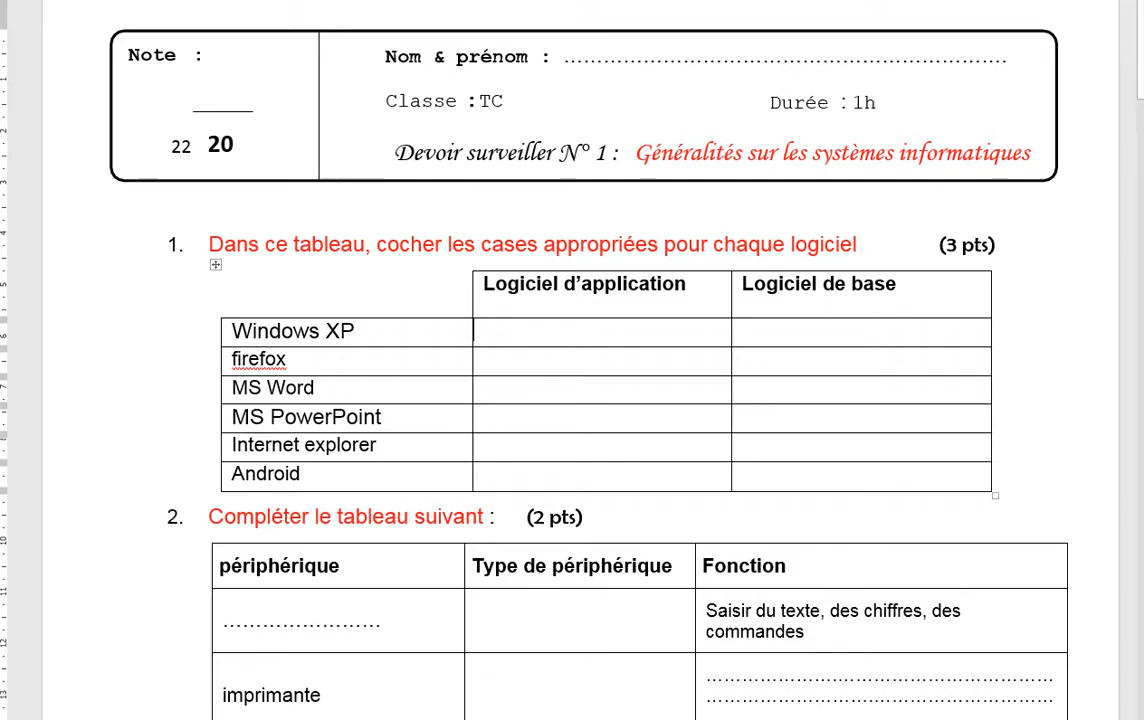 Note :
Nom & prénom : ……………………………………………………………………
Classe : TC
Durée : 1h
______
22 20
Devoir surveiller N° 1 : Généralités sur les systèmes informatiques
1. Dans ce tableau, cocher les cases appropriées pour chaque logiciel (3 pts)
Logiciel d’application Logiciel de base
Windows XP
firefox
MS Word
MS PowerPoint
Internet explorer
Android
2. Compléter le tableau suivant : (2 pts)
périphérique Type de périphérique Fonction
……………………
Saisir du texte, des chiffres, des
commandes
imprimante
…………………………………………………
…………………………………………………